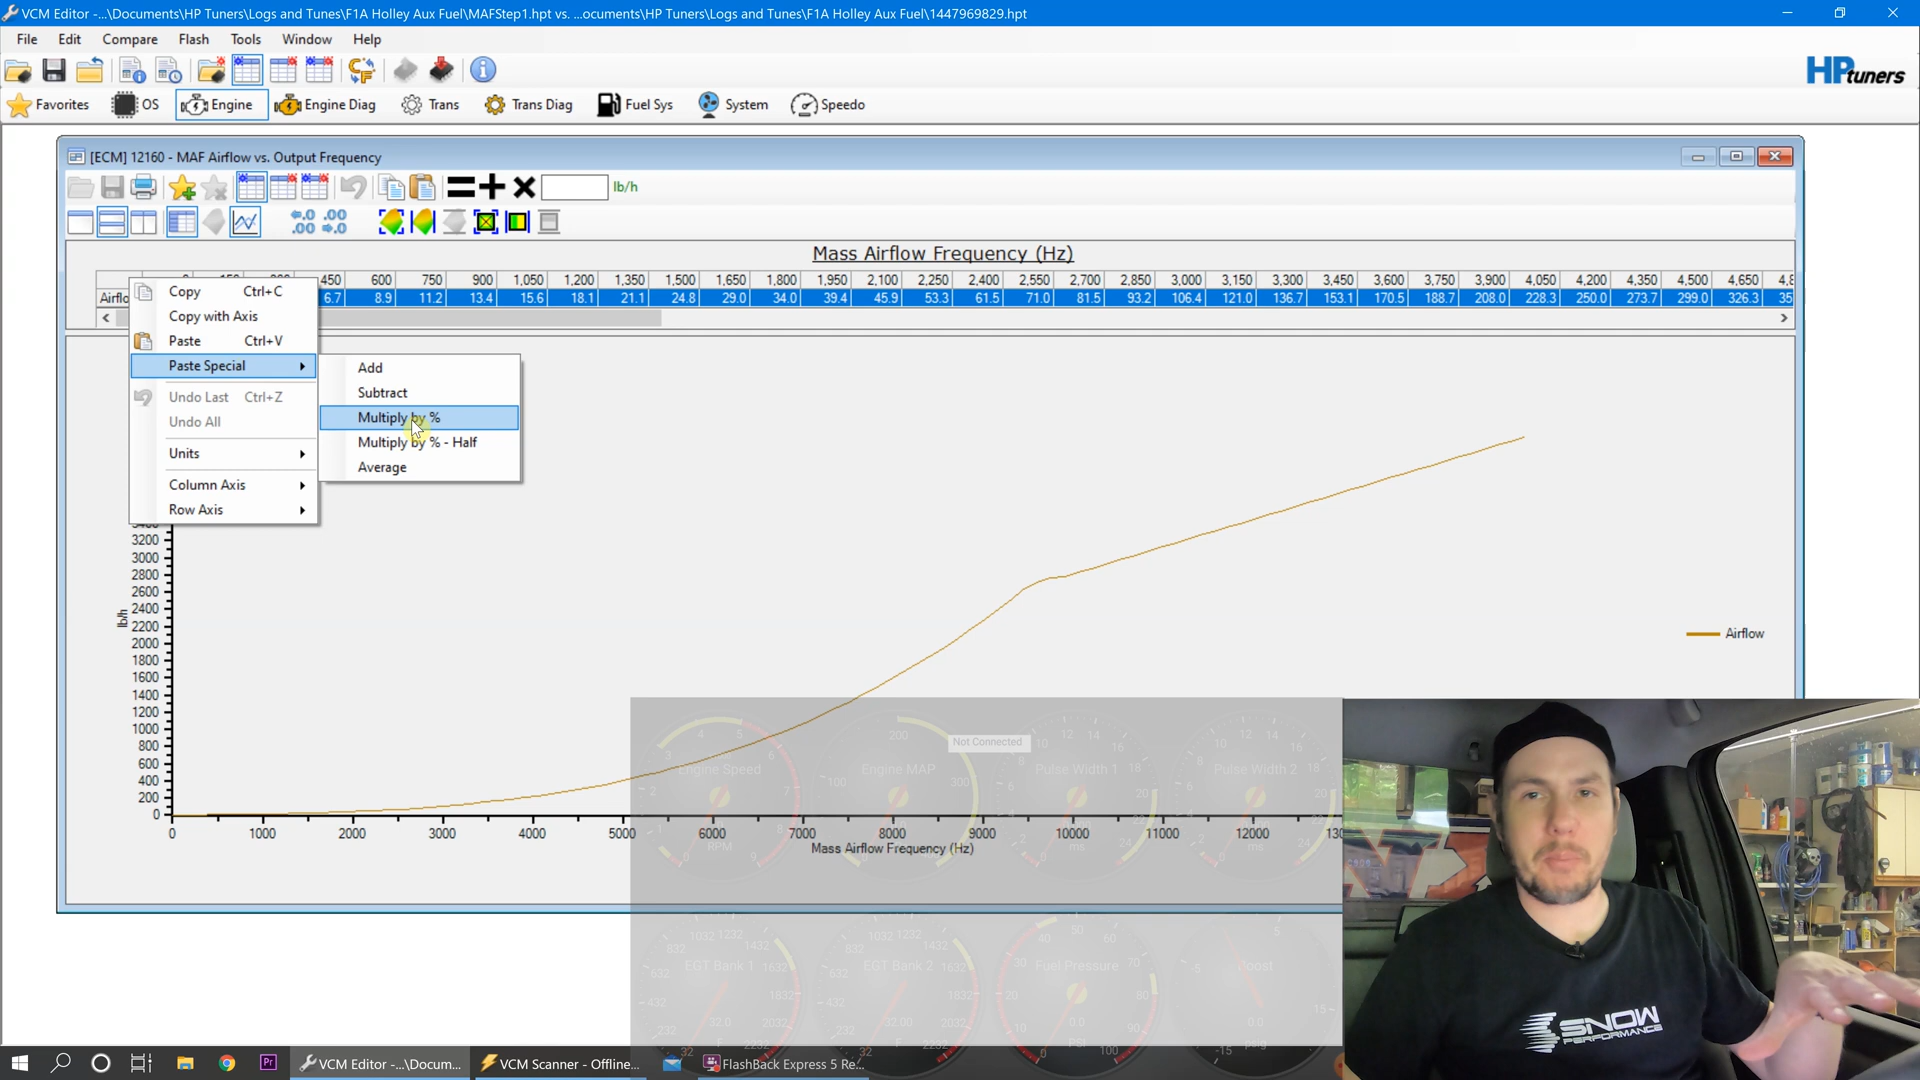 VCM Editor -...\Documents\HP Tuners\Logs and Tunes\F1A Holley Aux Fuel\MAFStep1.hpt vs. ...ocuments\HP Tuners\Logs and Tunes\F1A Holley Aux Fuel\1447969829.hpt
File Edit Compare Flash Tools Window Help
HPtuners
Favorites OS Engine Engine Diag Trans Trans Diag Fuel Sys System Speedo
[ECM] 12160 - MAF Airflow vs. Output Frequency
lb/h
Mass Airflow Frequency (Hz)
450 600 750 900 1,050 1,200 1,350 1,500 1,650 1,800 1,950 2,100 2,250 2,400 2,550 2,700 2,850 3,000 3,150 3,300 3,450 3,600 3,750 3,900 4,050 4,200 4,350 4,500 4,650 4,8
Airflo 6.7 8.9 11.2 13.4 15.6 18.1 21.1 24.8 29.0 34.0 39.4 45.9 53.3 61.5 71.0 81.5 93.2 106.4 121.0 136.7 153.1 170.5 188.7 208.0 228.3 250.0 273.7 299.0 326.3 35
Copy Ctrl+C
Copy with Axis
Paste Ctrl+V
Paste Special
Undo Last Ctrl+Z
Undo All
Units
Column Axis
Row Axis
Add
Subtract
Multiply by %
Multiply by % - Half
Average
3200
3000
2800
2600
2400
2200
2000
1800
1600
1400
1200
1000
800
600
400
200
0
lb/h
Airflow
0 1000 2000 3000 4000 5000 6000 7000 8000 9000 10000 11000 12000 130
Mass Airflow Frequency (Hz)
Not Connected
Engine Speed Engine MAP Pulse Width 1 Pulse Width 2
RPM ms ms
EGT Bank 1 EGT Bank 2 Fuel Pressure Boost
SNOW
PERFORMANCE
VCM Editor -...\Docum... VCM Scanner - Offline... FlashBack Express 5 Re...